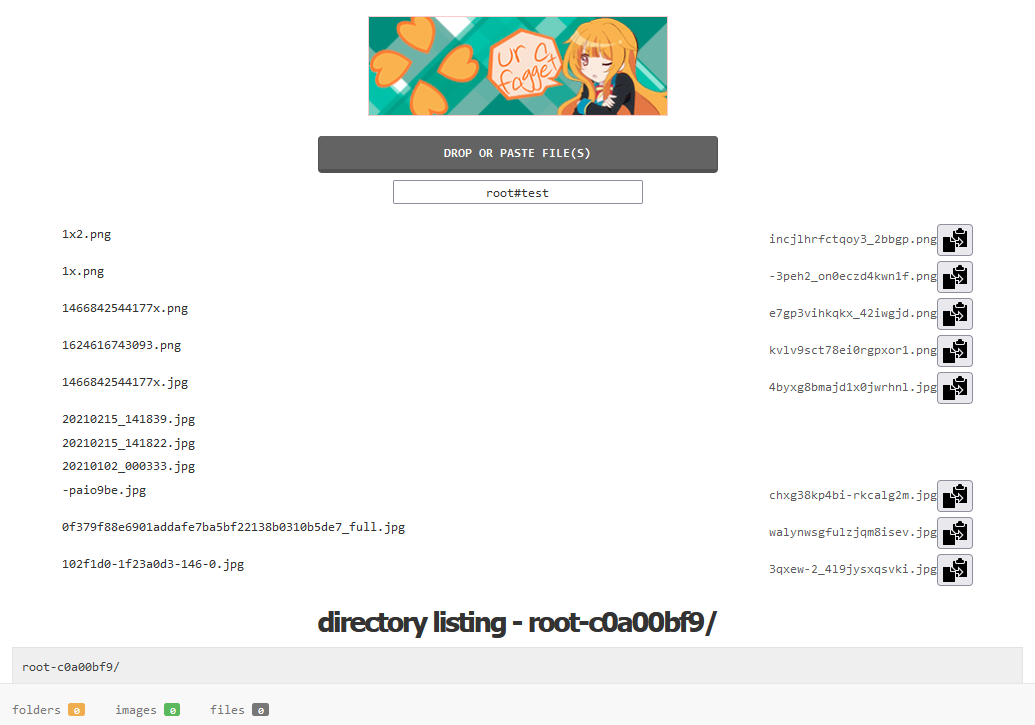 ur a
fagget
DROP OR PASTE FILE(S)
root#test
1x2.png incjlhrfctqoy3_2bbgp.png
1x.png -3peh2_on0eczd4kwn1f.png
1466842544177x.png e7gp3vihkqkx_42iwgjd.png
1624616743093.png kvlv9sct78ei0rgpxor1.png
1466842544177x.jpg 4byxg8bmajd1x0jwrhnl.jpg
20210215_141839.jpg
20210215_141822.jpg
20210102_000333.jpg
-paio9be.jpg chxg38kp4bi-rkcalg2m.jpg
0f379f88e6901addafe7ba5bf22138b0310b5de7_full.jpg walynwsgfulzjqm8isev.jpg
102f1d0-1f23a0d3-146-0.jpg 3qxew-2_4l9jysxqsvki.jpg
directory listing - root-c0a00bf9/
root-c0a00bf9/
folders 0 images 0 files 0